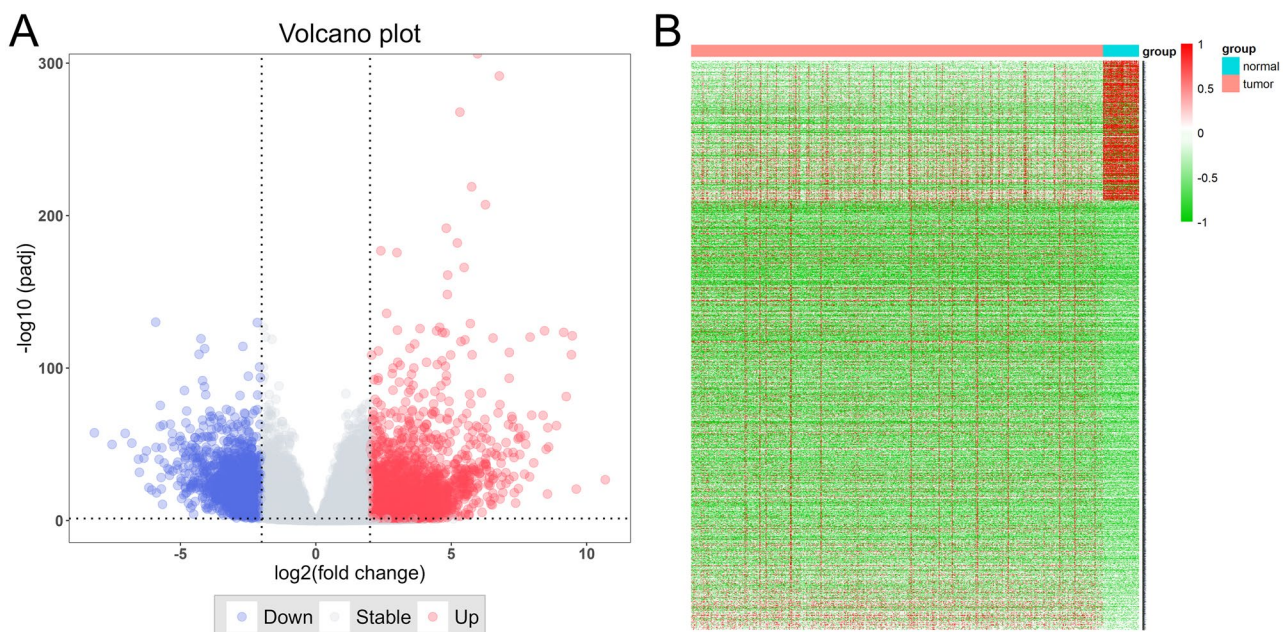 A
Volcano plot
300
200
100
0
-log10 (padj)
-5
0
5
10
log2(fold change)
Down
Stable
Up
B
group
1
0.5
0
-0.5
-1
group
normal
tumor